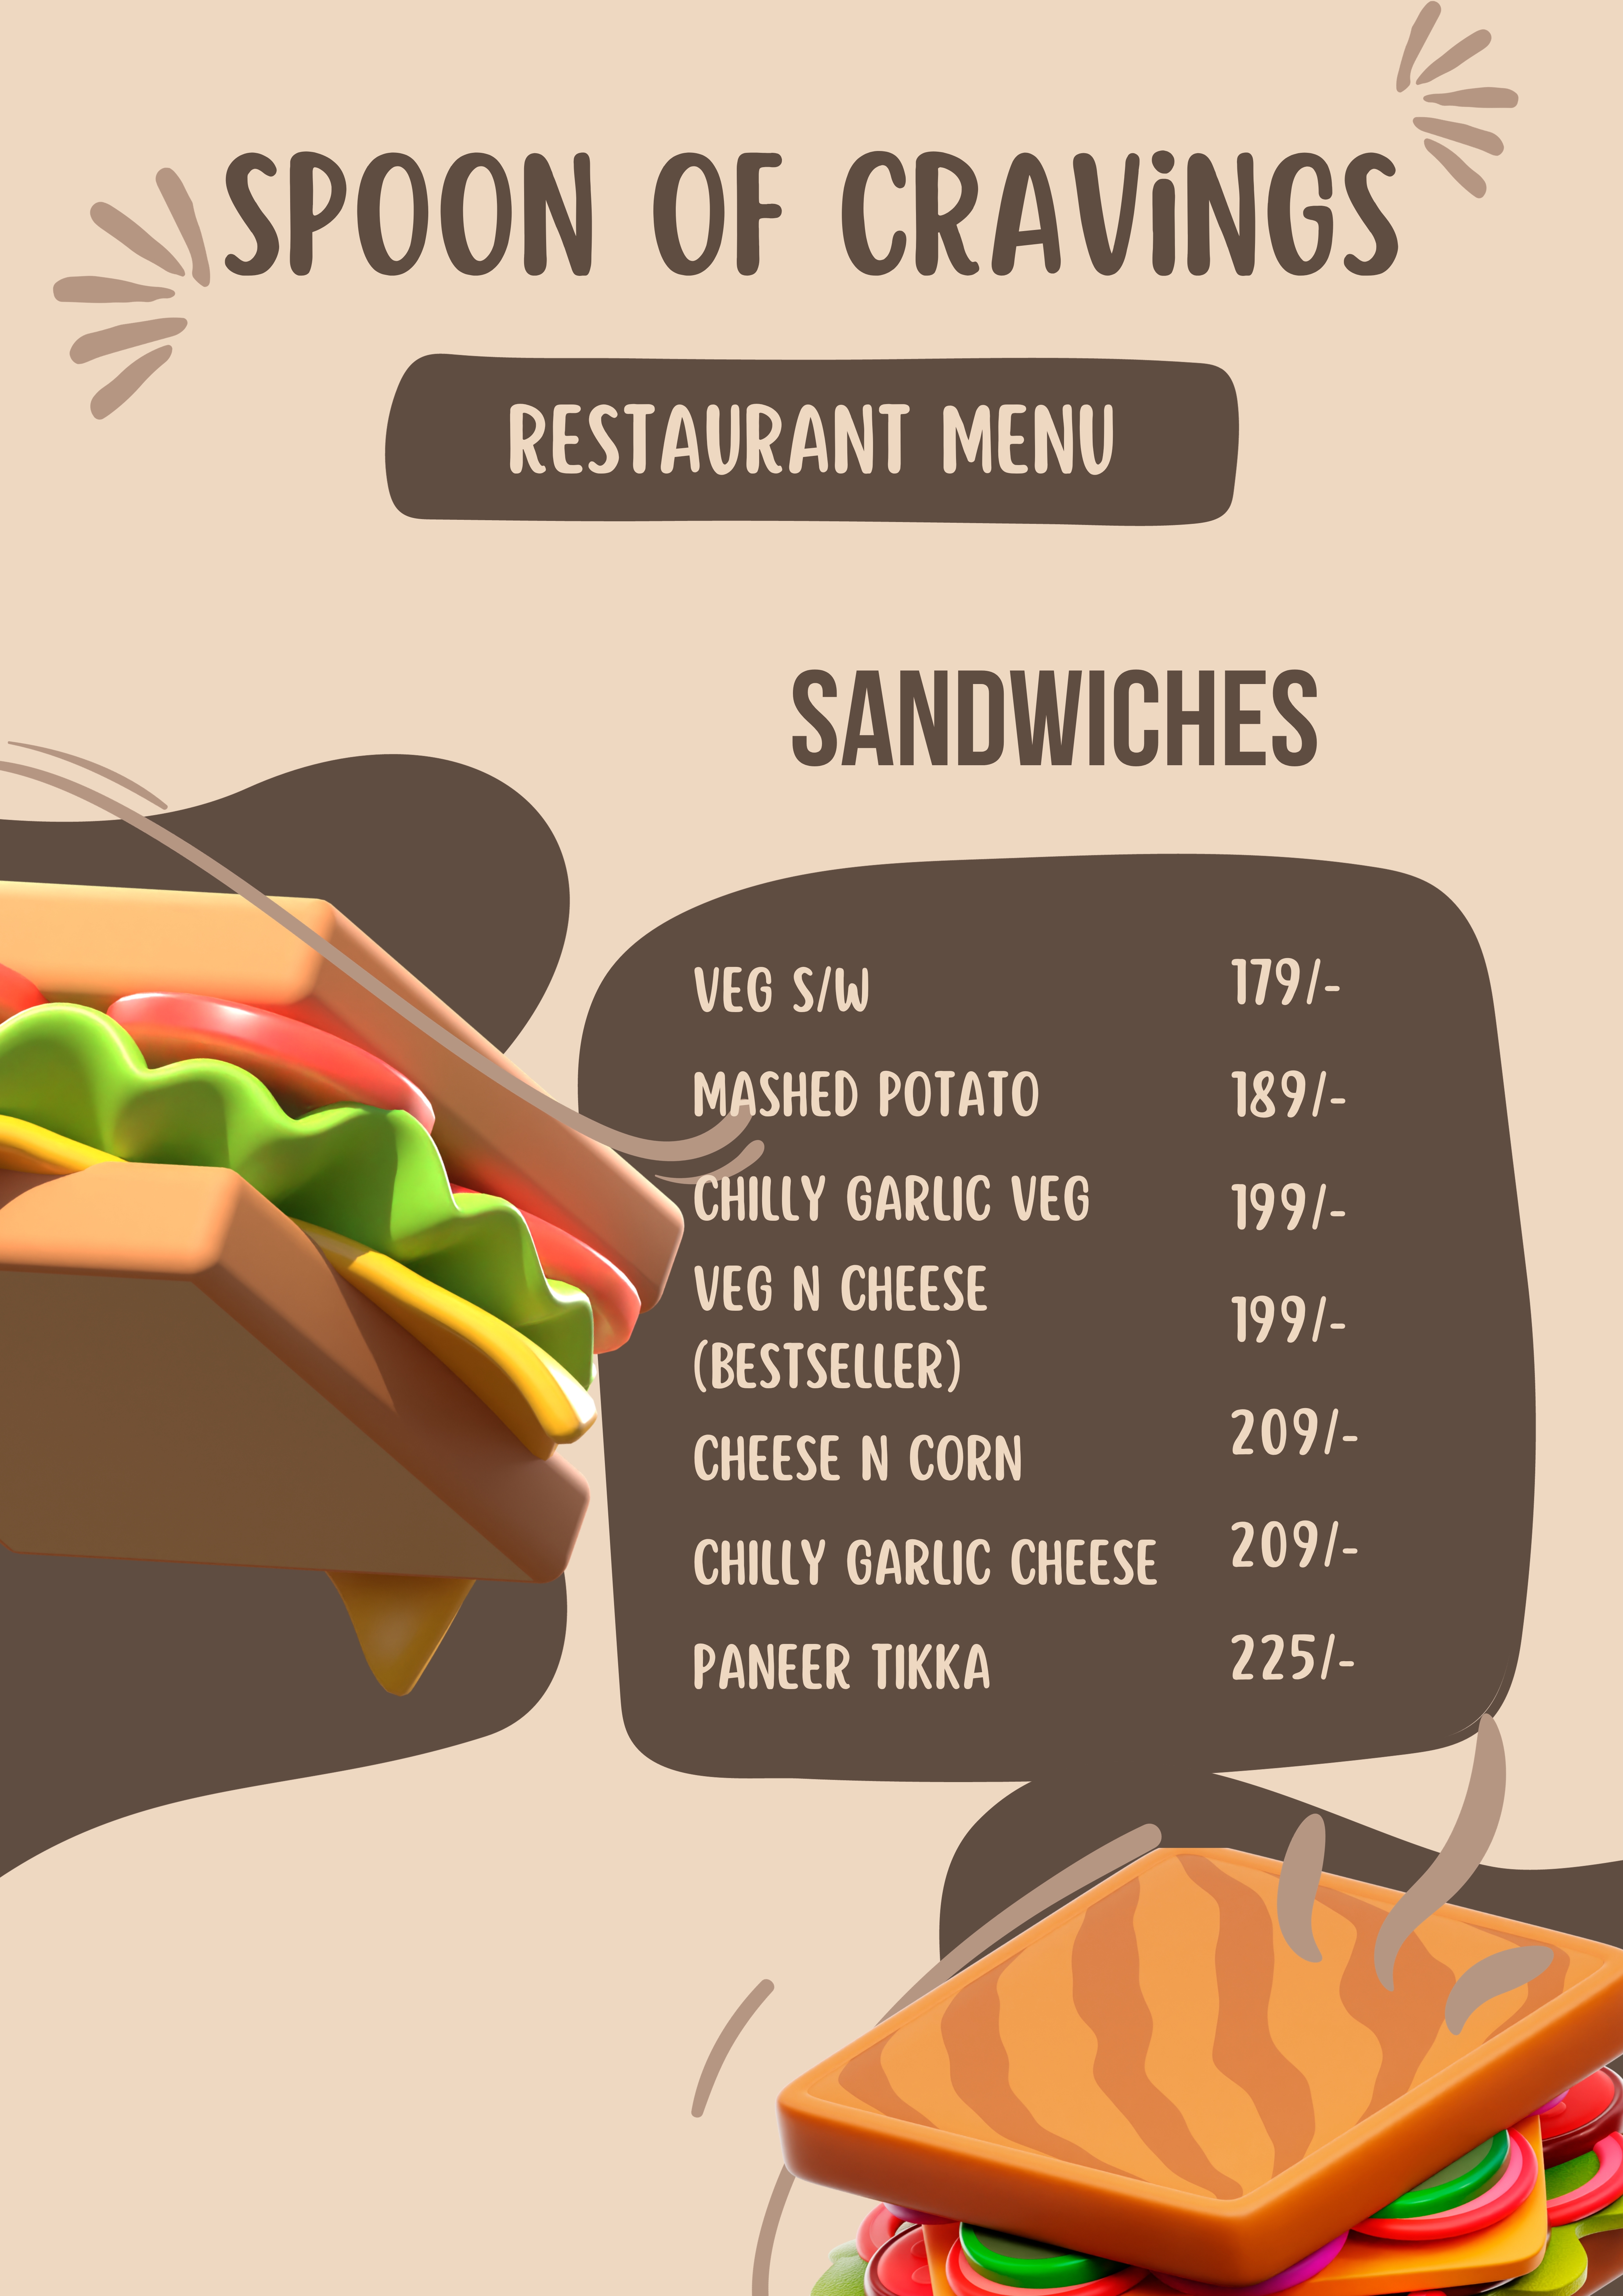 SPOON OF CRAViNGS
RESTAURANT MENU
SANDWICHES
VEG S/W 179/-
MASHED POTATO 189/-
CHILLY GARLIC VEG 199/-
VEG N CHEESE 199/-
(BESTSELLER)
CHEESE N CORN 209/-
CHILLY GARLIC CHEESE 209/-
PANEER TIKKA 225/-